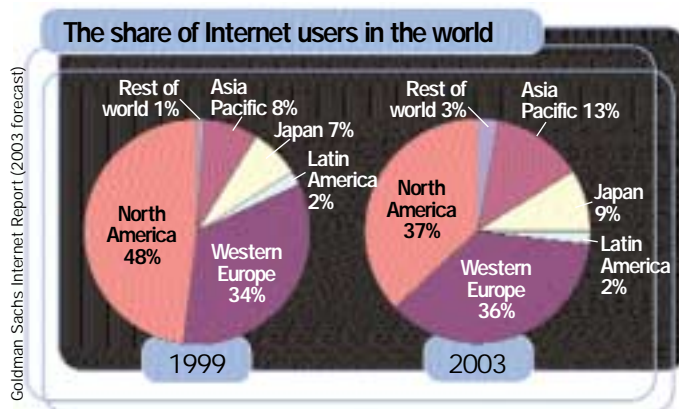 The share of Internet users in the world
Goldman Sachs Internet Report (2003 forecast)
Rest of
world 1%
Asia
Pacific 8%
Japan 7%
Latin
America
2%
North
America
48%
Western
Europe
34%
1999
Rest of
world 3%
Asia
Pacific 13%
Japan
9%
Latin
America
2%
North
America
37%
Western
Europe
36%
2003